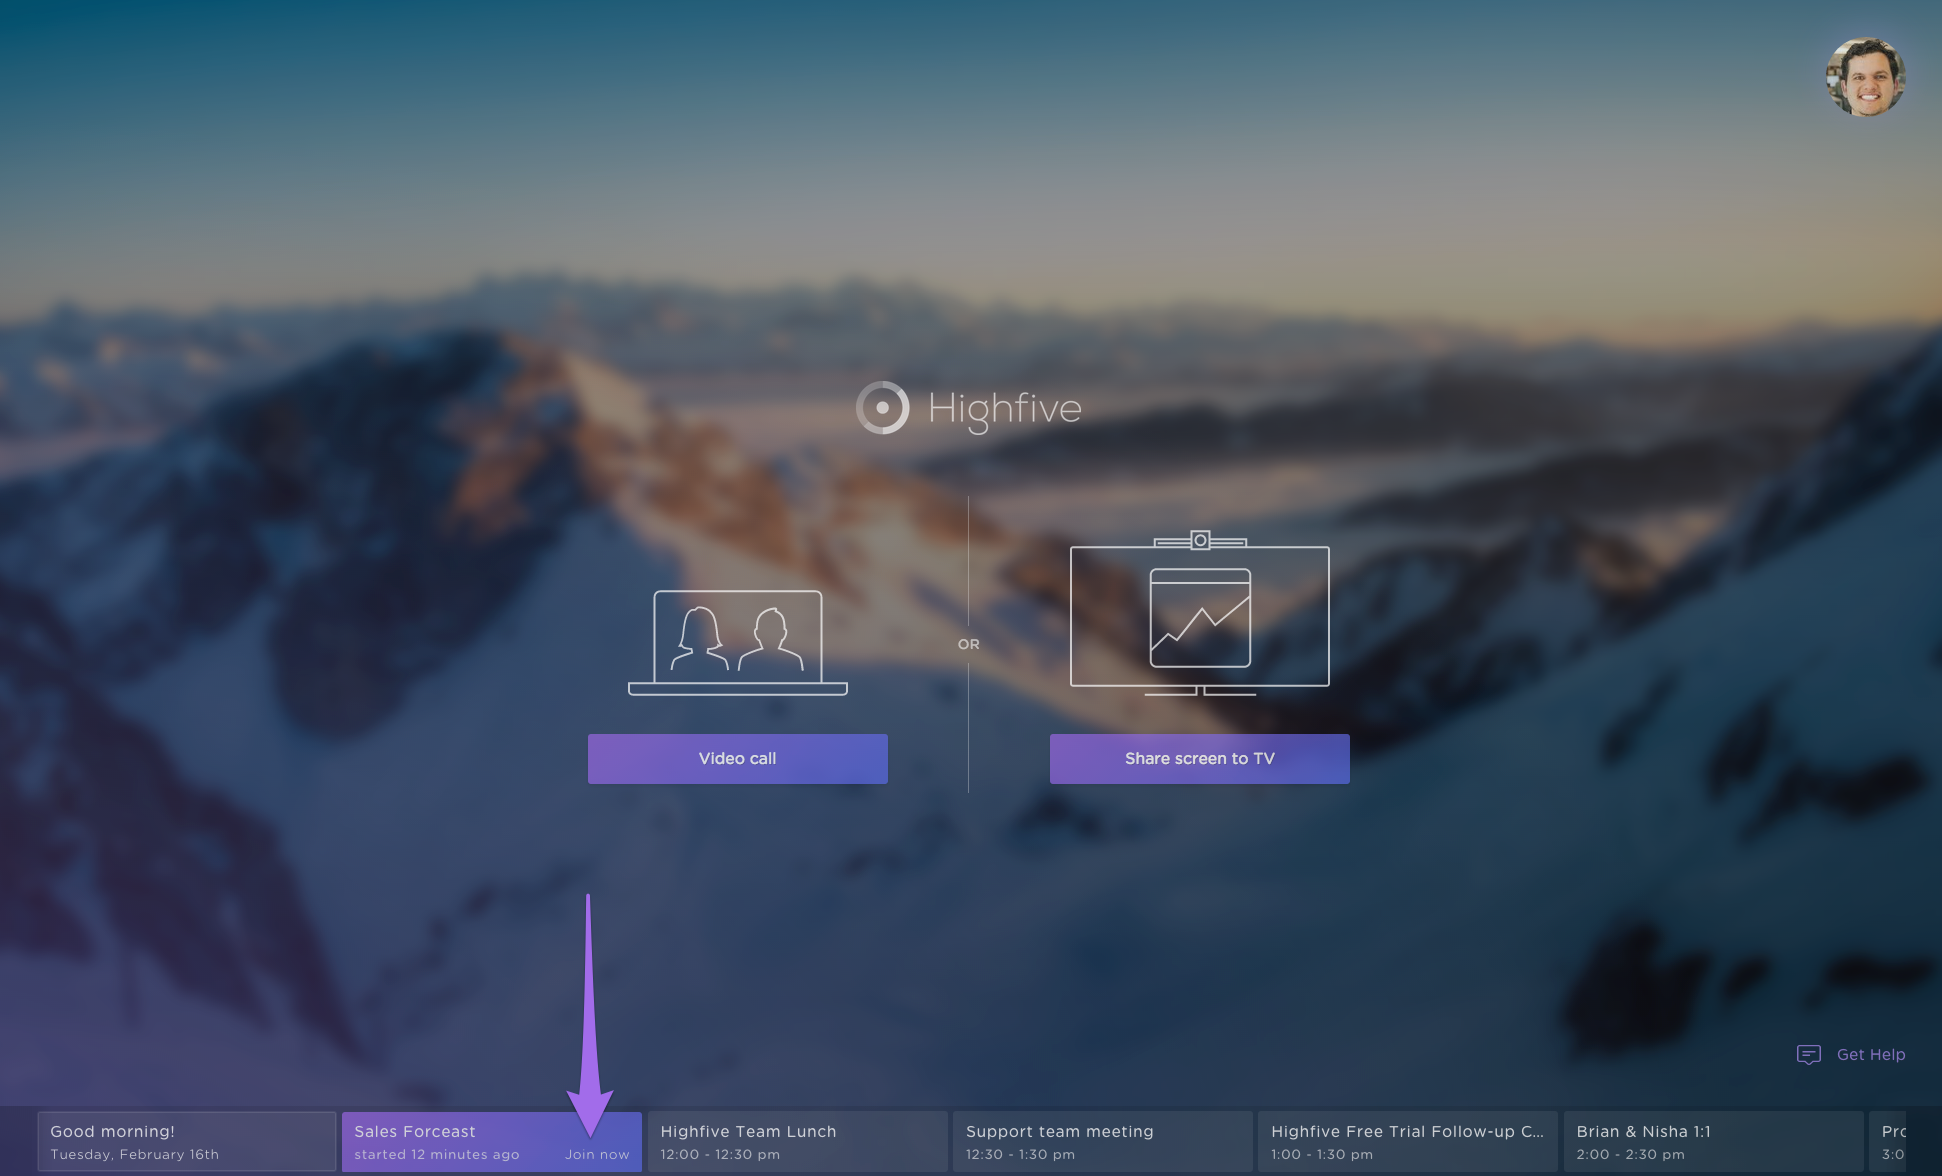 Highfive
OR
Video call
Share screen to TV
Get Help
Good morning!
Tuesday, February 16th
Sales Forceast
started 12 minutes ago Join now
Highfive Team Lunch
12:00 - 12:30 pm
Support team meeting
12:30 - 1:30 pm
Highfive Free Trial Follow-up C...
1:00 - 1:30 pm
Brian & Nisha 1:1
2:00 - 2:30 pm
Pro
3:0